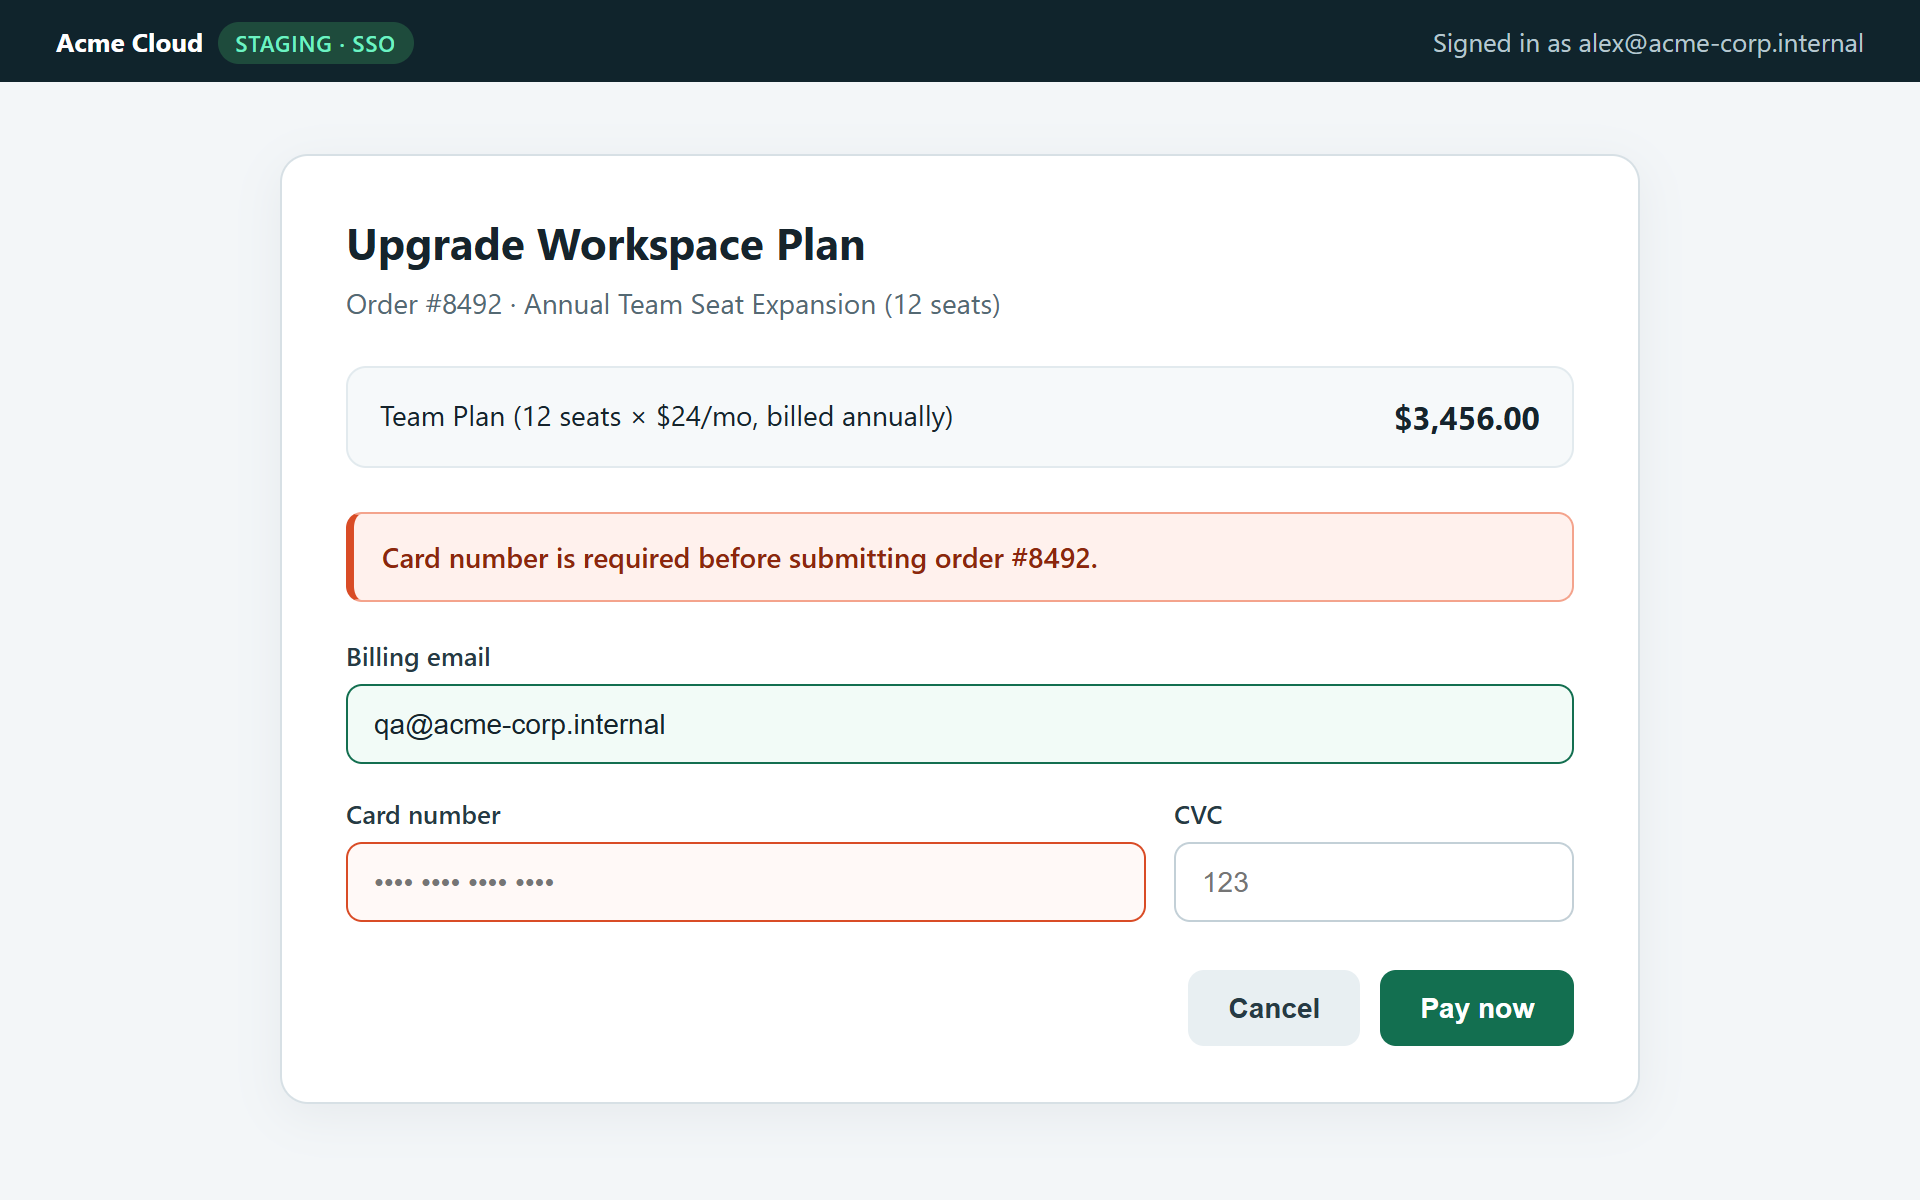 Acme Cloud
STAGING · SSO
Signed in as alex@acme-corp.internal
Upgrade Workspace Plan
Order #8492 · Annual Team Seat Expansion (12 seats)
Team Plan (12 seats × $24/mo, billed annually)
$3,456.00
Card number is required before submitting order #8492.
Billing email
qa@acme-corp.internal
Card number
CVC
•••• •••• •••• ••••
123
Cancel
Pay now